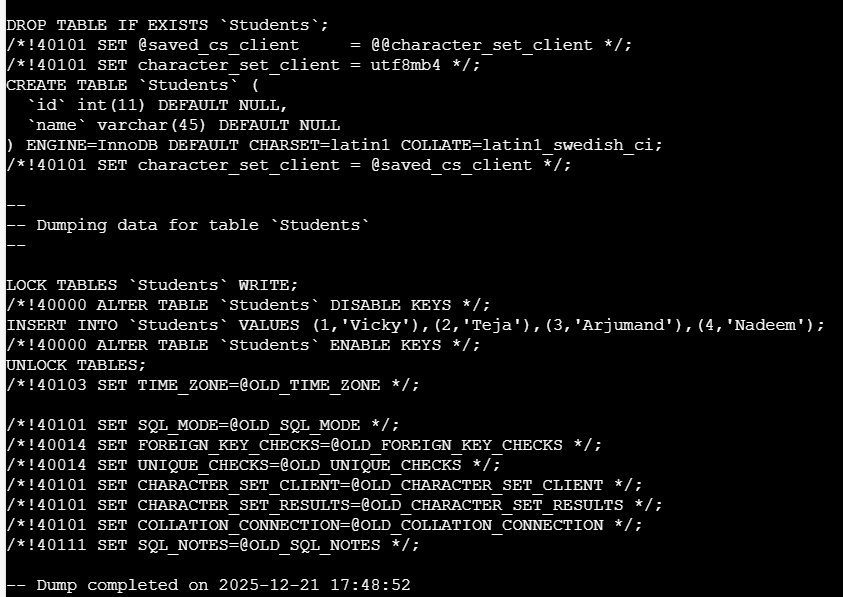 DROP TABLE IF EXISTS `Students`;
/*!40101 SET @saved_cs_client     = @@character_set_client */;
/*!40101 SET character_set_client = utf8mb4 */;
CREATE TABLE `Students` (
  `id` int(11) DEFAULT NULL,
  `name` varchar(45) DEFAULT NULL
) ENGINE=InnoDB DEFAULT CHARSET=latin1 COLLATE=latin1_swedish_ci;
/*!40101 SET character_set_client = @saved_cs_client */;
--
-- Dumping data for table `Students`
--
LOCK TABLES `Students` WRITE;
/*!40000 ALTER TABLE `Students` DISABLE KEYS */;
INSERT INTO `Students` VALUES (1,'Vicky'),(2,'Teja'),(3,'Arjumand'),(4,'Nadeem');
/*!40000 ALTER TABLE `Students` ENABLE KEYS */;
UNLOCK TABLES;
/*!40103 SET TIME_ZONE=@OLD_TIME_ZONE */;
/*!40101 SET SQL_MODE=@OLD_SQL_MODE */;
/*!40014 SET FOREIGN_KEY_CHECKS=@OLD_FOREIGN_KEY_CHECKS */;
/*!40014 SET UNIQUE_CHECKS=@OLD_UNIQUE_CHECKS */;
/*!40101 SET CHARACTER_SET_CLIENT=@OLD_CHARACTER_SET_CLIENT */;
/*!40101 SET CHARACTER_SET_RESULTS=@OLD_CHARACTER_SET_RESULTS */;
/*!40101 SET COLLATION_CONNECTION=@OLD_COLLATION_CONNECTION */;
/*!40111 SET SQL_NOTES=@OLD_SQL_NOTES */;
-- Dump completed on 2025-12-21 17:48:52